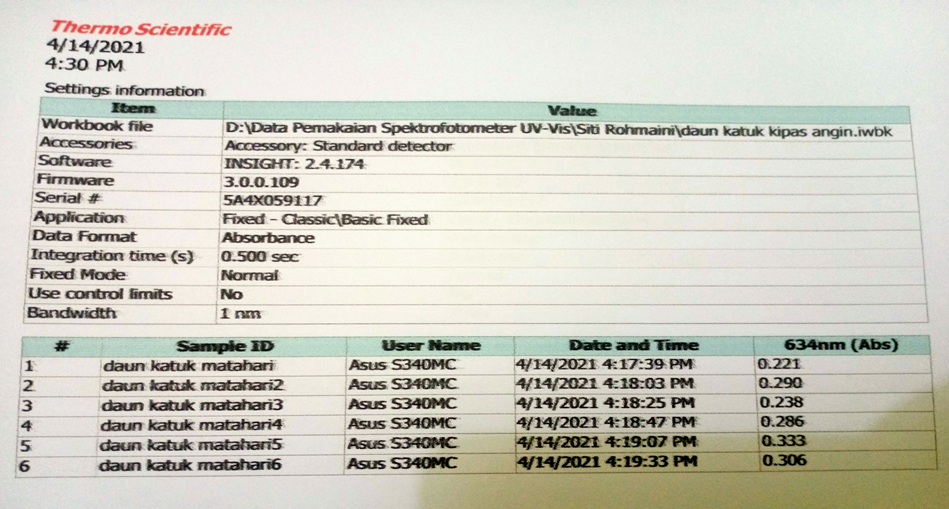 Thermo Scientific
4/14/2021
4:30 PM
Settings information
Item Value
Workbook file D:\Data Pemakaian Spektrofotometer UV-Vis\Siti Rohmaini\daun katuk kipas angin.iwbk
Accessories Accessory: Standard detector
Software INSIGHT: 2.4.174
Firmware 3.0.0.109
Serial # 5A4X059117
Application Fixed - Classic\Basic Fixed
Data Format Absorbance
Integration time (s) 0.500 sec
Fixed Mode Normal
Use control limits No
Bandwidth 1 nm
# Sample ID User Name Date and Time 634nm (Abs)
1 daun katuk matahari Asus S340MC 4/14/2021 4:17:39 PM 0.221
2 daun katuk matahari2 Asus S340MC 4/14/2021 4:18:03 PM 0.290
3 daun katuk matahari3 Asus S340MC 4/14/2021 4:18:25 PM 0.238
4 daun katuk matahari4 Asus S340MC 4/14/2021 4:18:47 PM 0.286
5 daun katuk matahari5 Asus S340MC 4/14/2021 4:19:07 PM 0.333
6 daun katuk matahari6 Asus S340MC 4/14/2021 4:19:33 PM 0.306